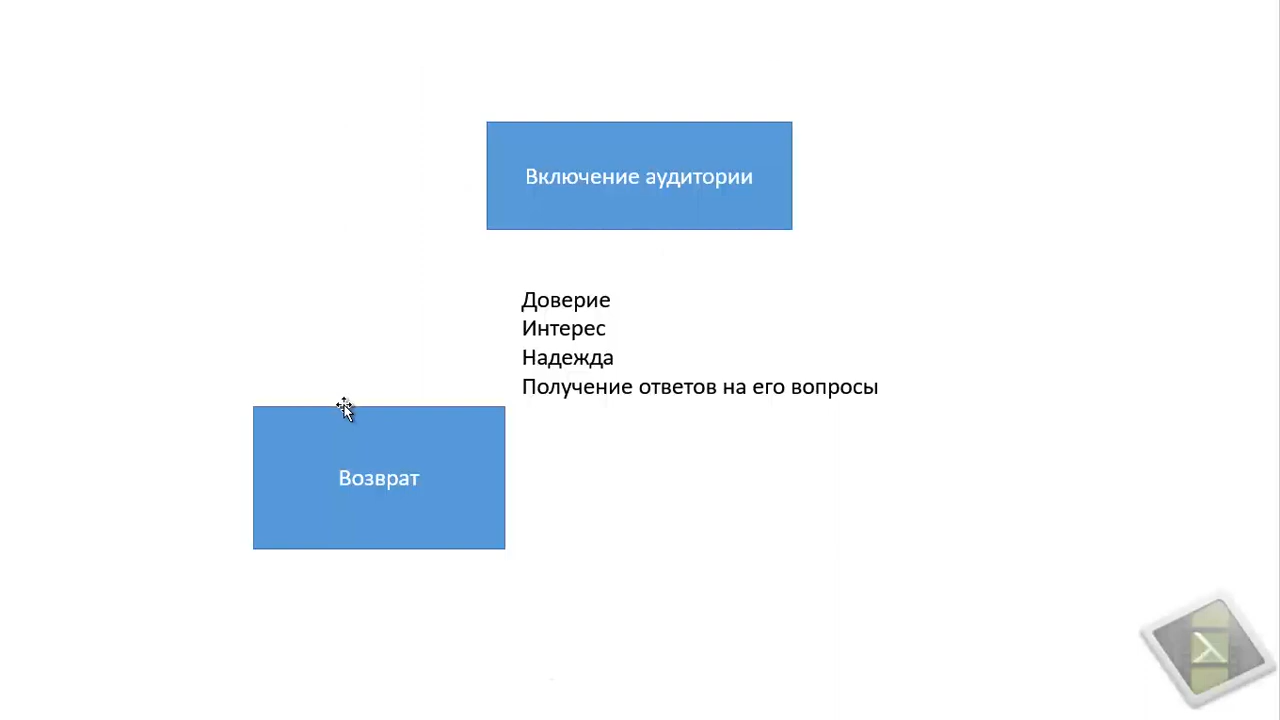 Включение аудитории
Доверие
Интерес
Надежда
Получение ответов на его вопросы
Возврат